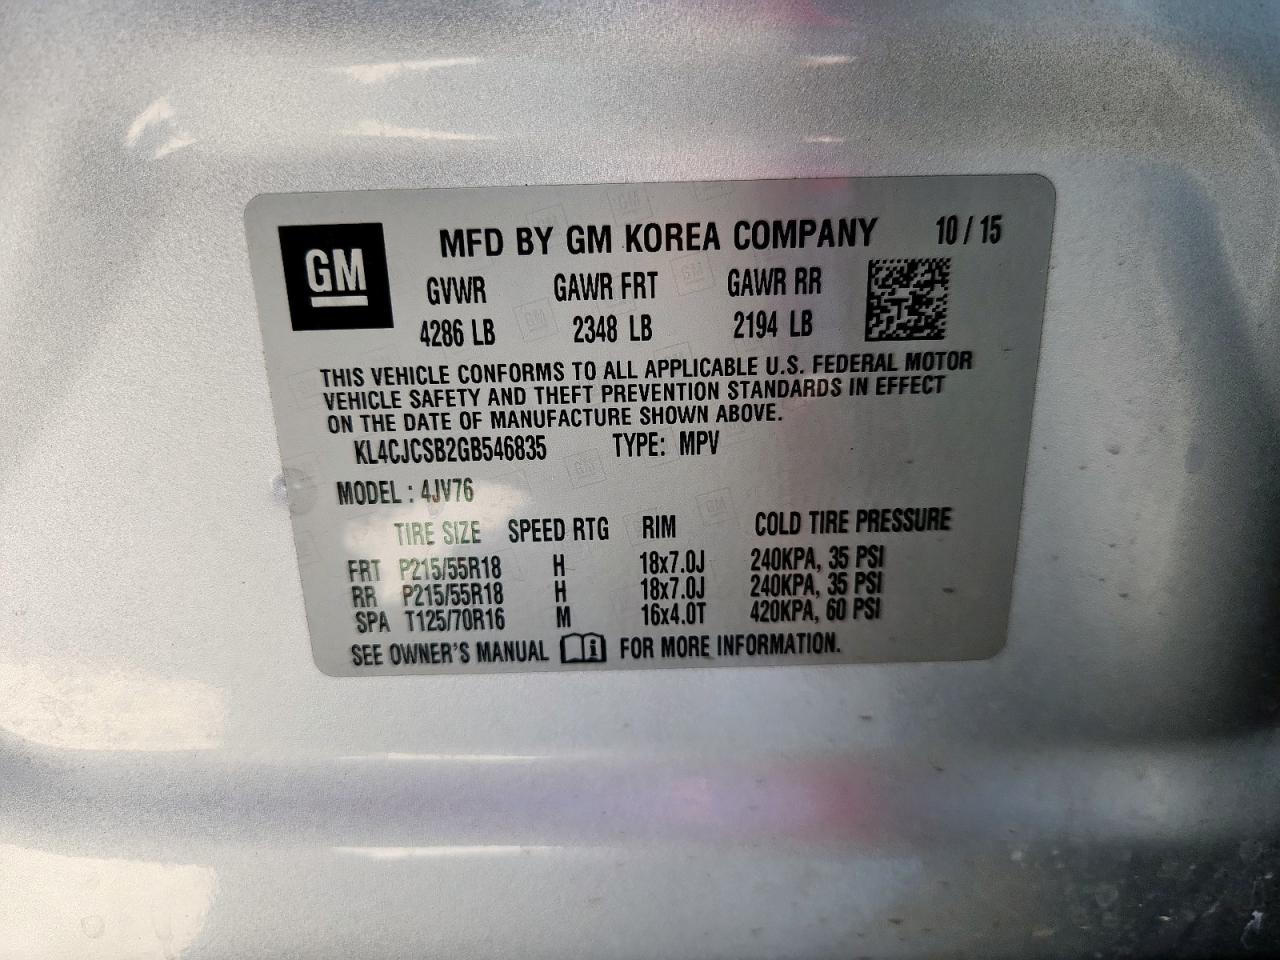 GM
MFD BY GM KOREA COMPANY 10 / 15
GVWR GAWR FRT GAWR RR
4286 LB 2348 LB 2194 LB
THIS VEHICLE CONFORMS TO ALL APPLICABLE U.S. FEDERAL MOTOR
VEHICLE SAFETY AND THEFT PREVENTION STANDARDS IN EFFECT
ON THE DATE OF MANUFACTURE SHOWN ABOVE.
KL4CJCSB2GB546835 TYPE: MPV
MODEL : 4JV76
TIRE SIZE SPEED RTG RIM COLD TIRE PRESSURE
FRT P215/55R18 H 18x7.0J 240KPA, 35 PSI
RR P215/55R18 H 18x7.0J 240KPA, 35 PSI
SPA T125/70R16 M 16x4.0T 420KPA, 60 PSI
SEE OWNER'S MANUAL i FOR MORE INFORMATION.